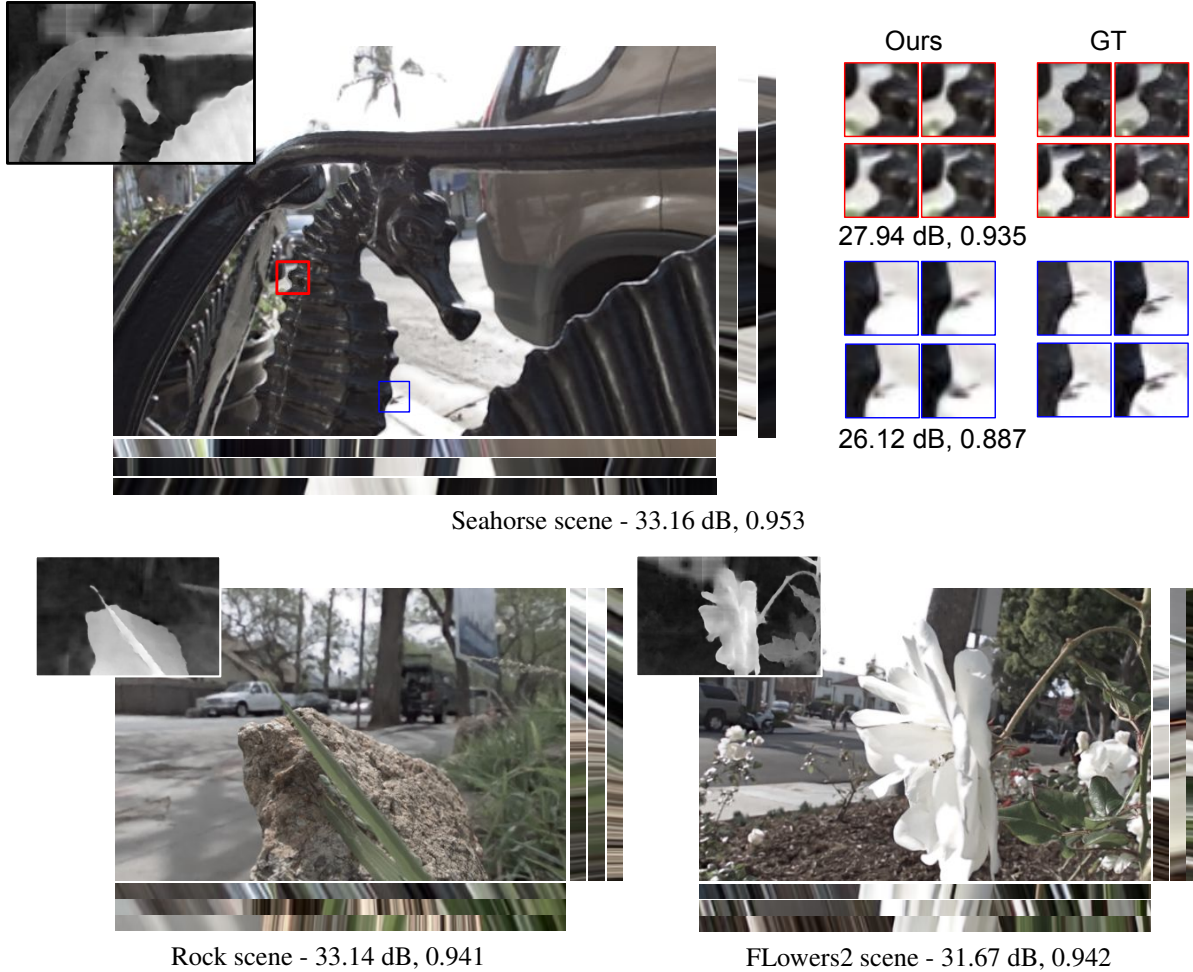 Ours GT
27.94 dB, 0.935
26.12 dB, 0.887
Seahorse scene - 33.16 dB, 0.953
Rock scene - 33.14 dB, 0.941
FLowers2 scene - 31.67 dB, 0.942